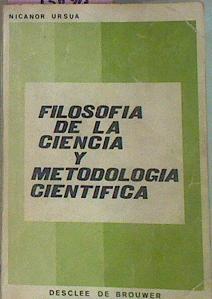 NICANOR URSUA
FILOSOFIA
DE LA
CIENCIA
Y
METODOLOGIA
CIENTIFICA
DESCLEE DE BROUWER